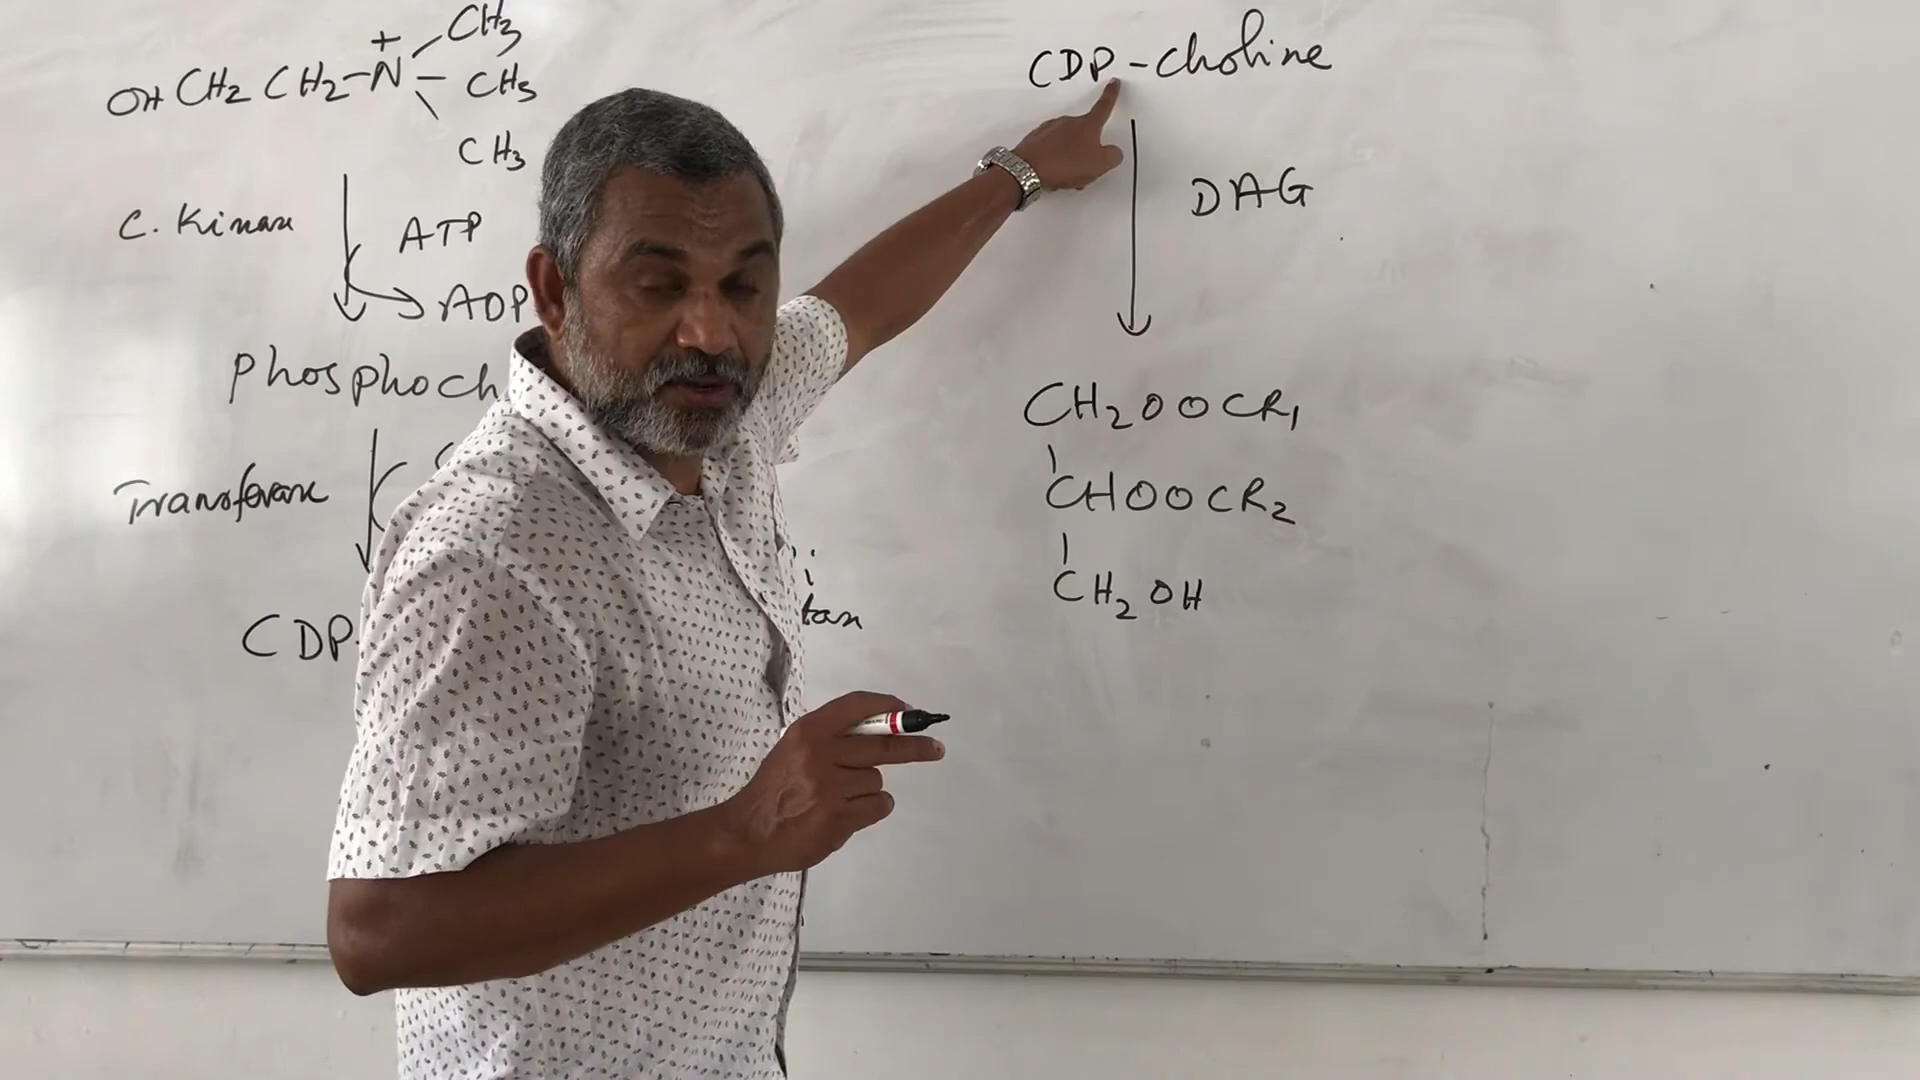 +
OH CH2 CH2-N - CH3
CH3
CH3
C. Kinase
ATP
ADP
Phosphoch
Transferase
CDP
CDP-Choline
DAG
CH2OOCR1
CHOOCR2
CH2OH